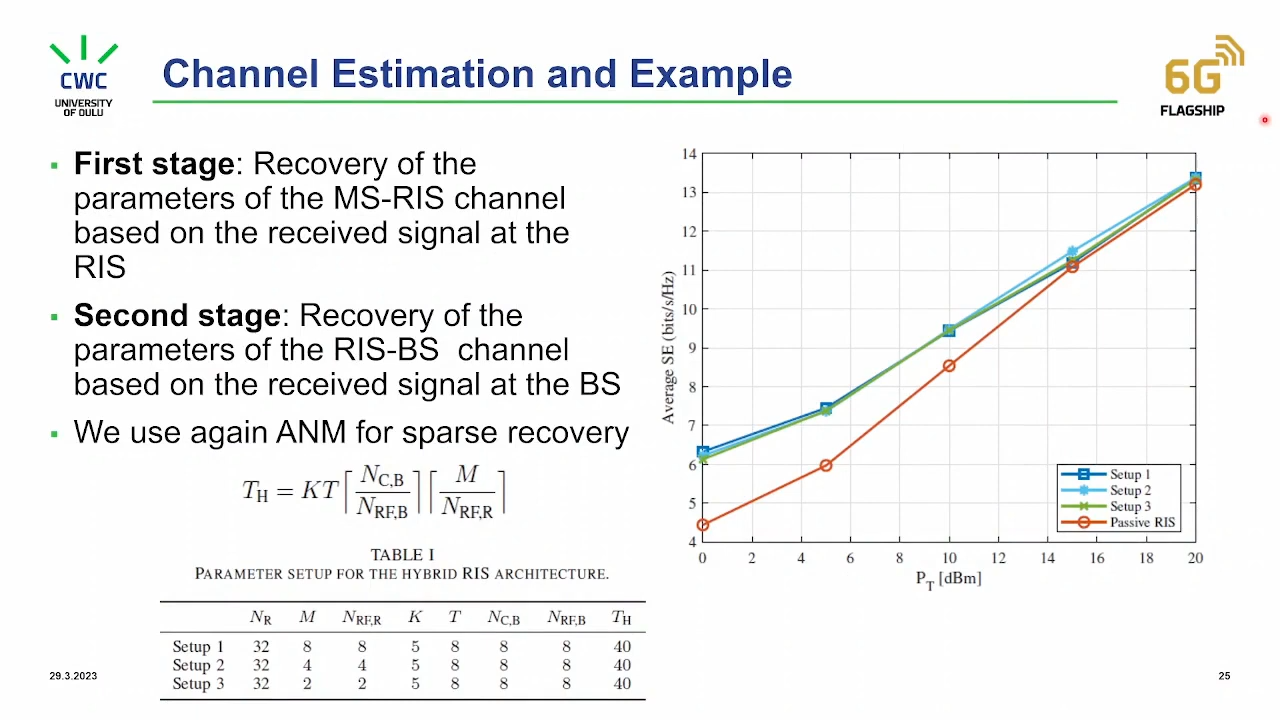 CWC
UNIVERSITY
OF OULU
Channel Estimation and Example
6G
FLAGSHIP
▪ First stage: Recovery of the
parameters of the MS-RIS channel
based on the received signal at the
RIS
▪ Second stage: Recovery of the
parameters of the RIS-BS channel
based on the received signal at the BS
▪ We use again ANM for sparse recovery
T_H = KT⌈N_C,B / N_RF,B⌉⌈M / N_RF,R⌉
TABLE I
PARAMETER SETUP FOR THE HYBRID RIS ARCHITECTURE.
N_R M N_RF,R K T N_C,B N_RF,B T_H
Setup 1 32 8 8 5 8 8 8 40
Setup 2 32 4 4 5 8 8 8 40
Setup 3 32 2 2 5 8 8 8 40
14
13
12
11
10
9
8
7
6
5
4
Average SE (bits/s/Hz)
Setup 1
Setup 2
Setup 3
Passive RIS
0 2 4 6 8 10 12 14 16 18 20
P_T [dBm]
29.3.2023
25